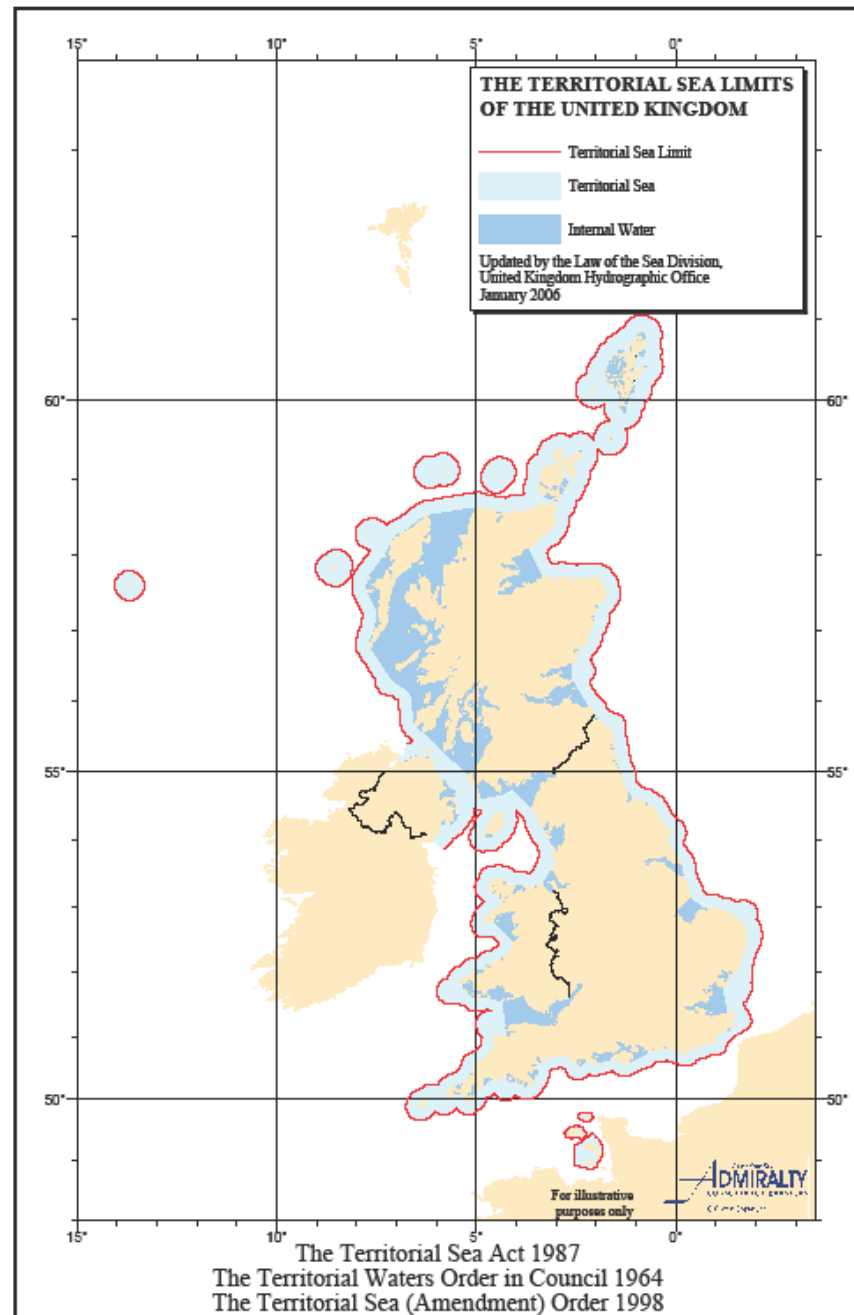 15°
10°
5°
0°
THE TERRITORIAL SEA LIMITS
OF THE UNITED KINGDOM
Territorial Sea Limit
Territorial Sea
Internal Water
Updated by the Law of the Sea Division,
United Kingdom Hydrographic Office
January 2006
60°
60°
55°
55°
50°
50°
For illustrative
purposes only
ADMIRALTY
15°
10°
5°
0°
The Territorial Sea Act 1987
The Territorial Waters Order in Council 1964
The Territorial Sea (Amendment) Order 1998